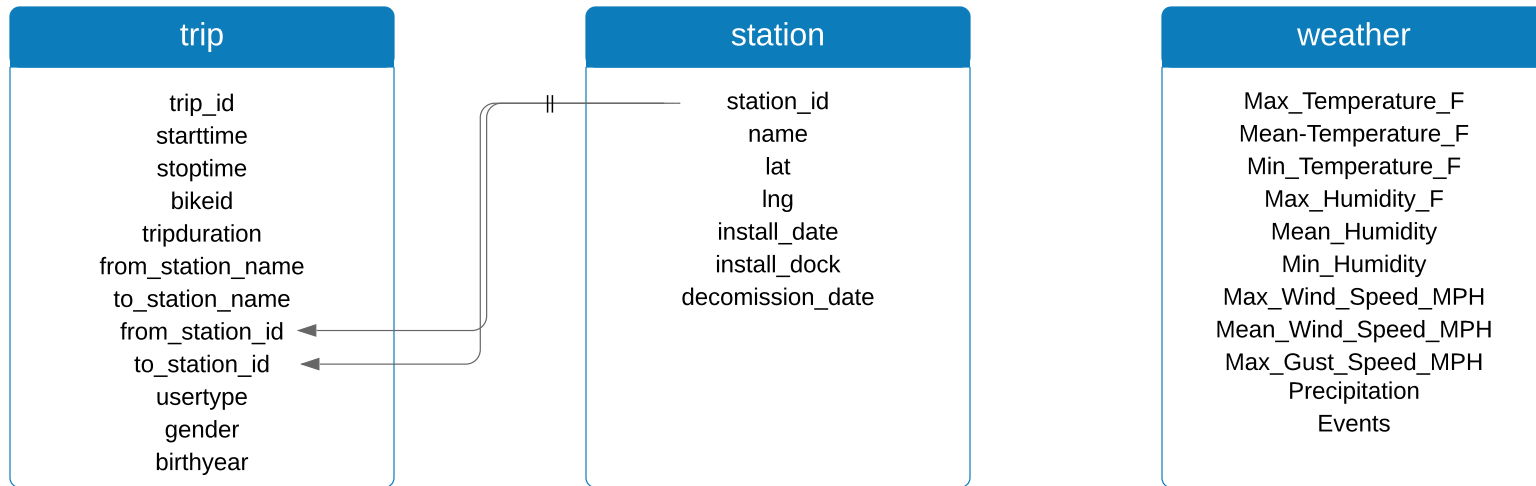 trip
trip_id
starttime
stoptime
bikeid
tripduration
from_station_name
to_station_name
from_station_id
to_station_id
usertype
gender
birthyear
station
station_id
name
lat
lng
install_date
install_dock
decomission_date
weather
Max_Temperature_F
Mean-Temperature_F
Min_Temperature_F
Max_Humidity_F
Mean_Humidity
Min_Humidity
Max_Wind_Speed_MPH
Mean_Wind_Speed_MPH
Max_Gust_Speed_MPH
Precipitation
Events